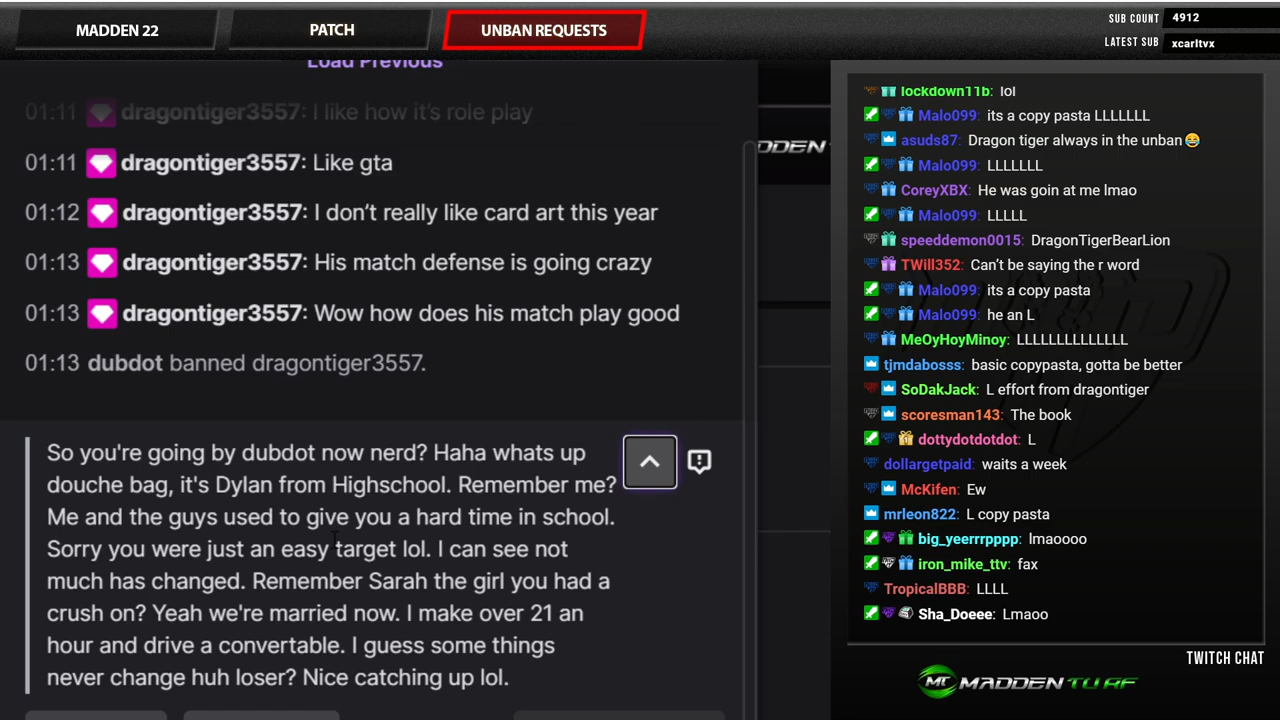 MADDEN 22
PATCH
UNBAN REQUESTS
SUB COUNT 4912
LATEST SUB xcarltvx
Load Previous
01:11 dragontiger3557: I like how it's role play
01:11 dragontiger3557: Like gta
01:12 dragontiger3557: I don't really like card art this year
01:13 dragontiger3557: His match defense is going crazy
01:13 dragontiger3557: Wow how does his match play good
01:13 dubdot banned dragontiger3557.
So you're going by dubdot now nerd? Haha whats up
douche bag, it's Dylan from Highschool. Remember me?
Me and the guys used to give you a hard time in school.
Sorry you were just an easy target lol. I can see not
much has changed. Remember Sarah the girl you had a
crush on? Yeah we're married now. I make over 21 an
hour and drive a convertable. I guess some things
never change huh loser? Nice catching up lol.
DDEN
lockdown11b: lol
Malo099: its a copy pasta LLLLLLL
asuds87: Dragon tiger always in the unban 😂
Malo099: LLLLLLL
CoreyXBX: He was goin at me lmao
Malo099: LLLLL
speeddemon0015: DragonTigerBearLion
TWill352: Can't be saying the r word
Malo099: its a copy pasta
Malo099: he an L
MeOyHoyMinoy: LLLLLLLLLLLLLL
tjmdabosss: basic copypasta, gotta be better
SoDakJack: L effort from dragontiger
scoresman143: The book
dottydotdotdot: L
dollargetpaid: waits a week
McKifen: Ew
mrleon822: L copy pasta
big_yeerrrpppp: lmaoooo
iron_mike_ttv: fax
TropicalBBB: LLLL
Sha_Doeee: Lmaoo
TWITCH CHAT
MT MADDEN TURF